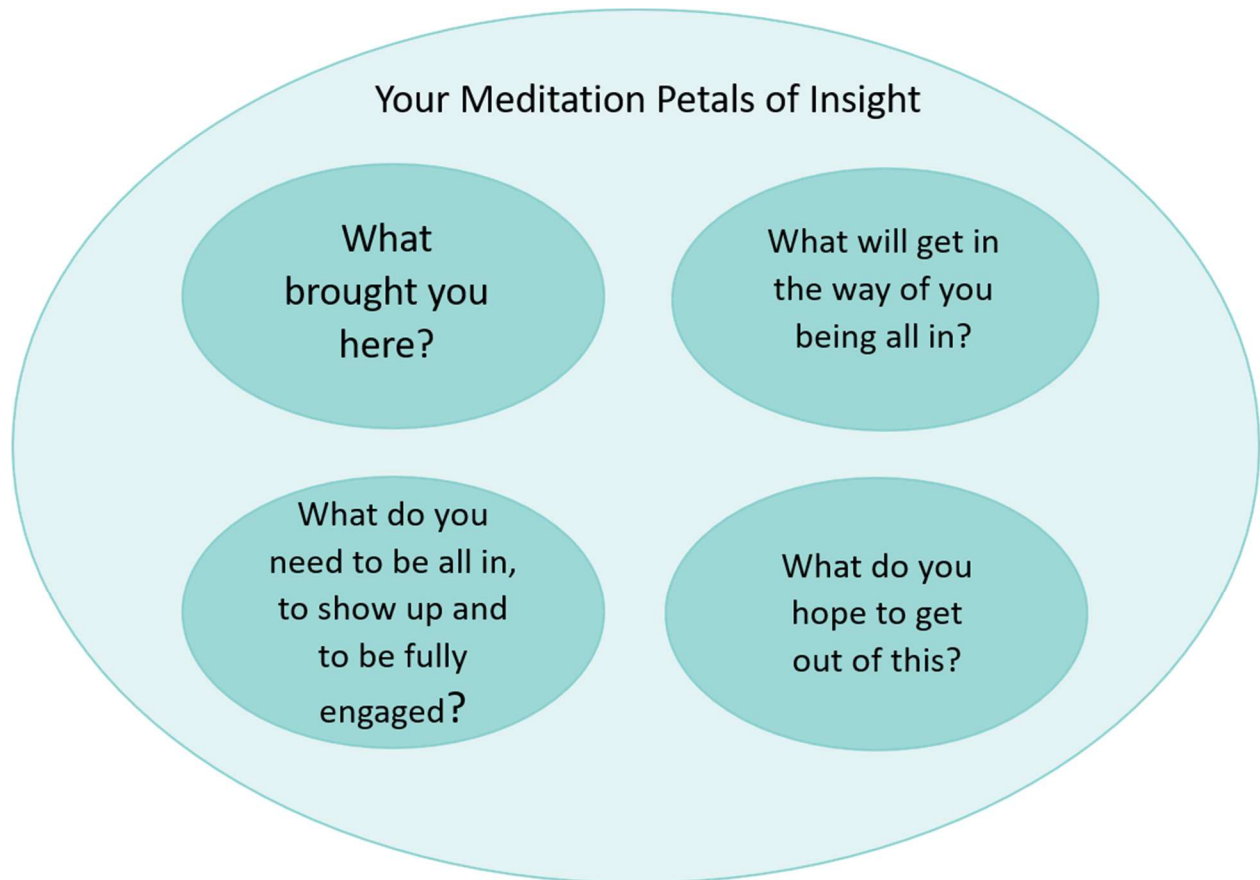 Your Meditation Petals of Insight
What
brought you
here?
What will get in
the way of you
being all in?
What do you
need to be all in,
to show up and
to be fully
engaged?
What do you
hope to get
out of this?